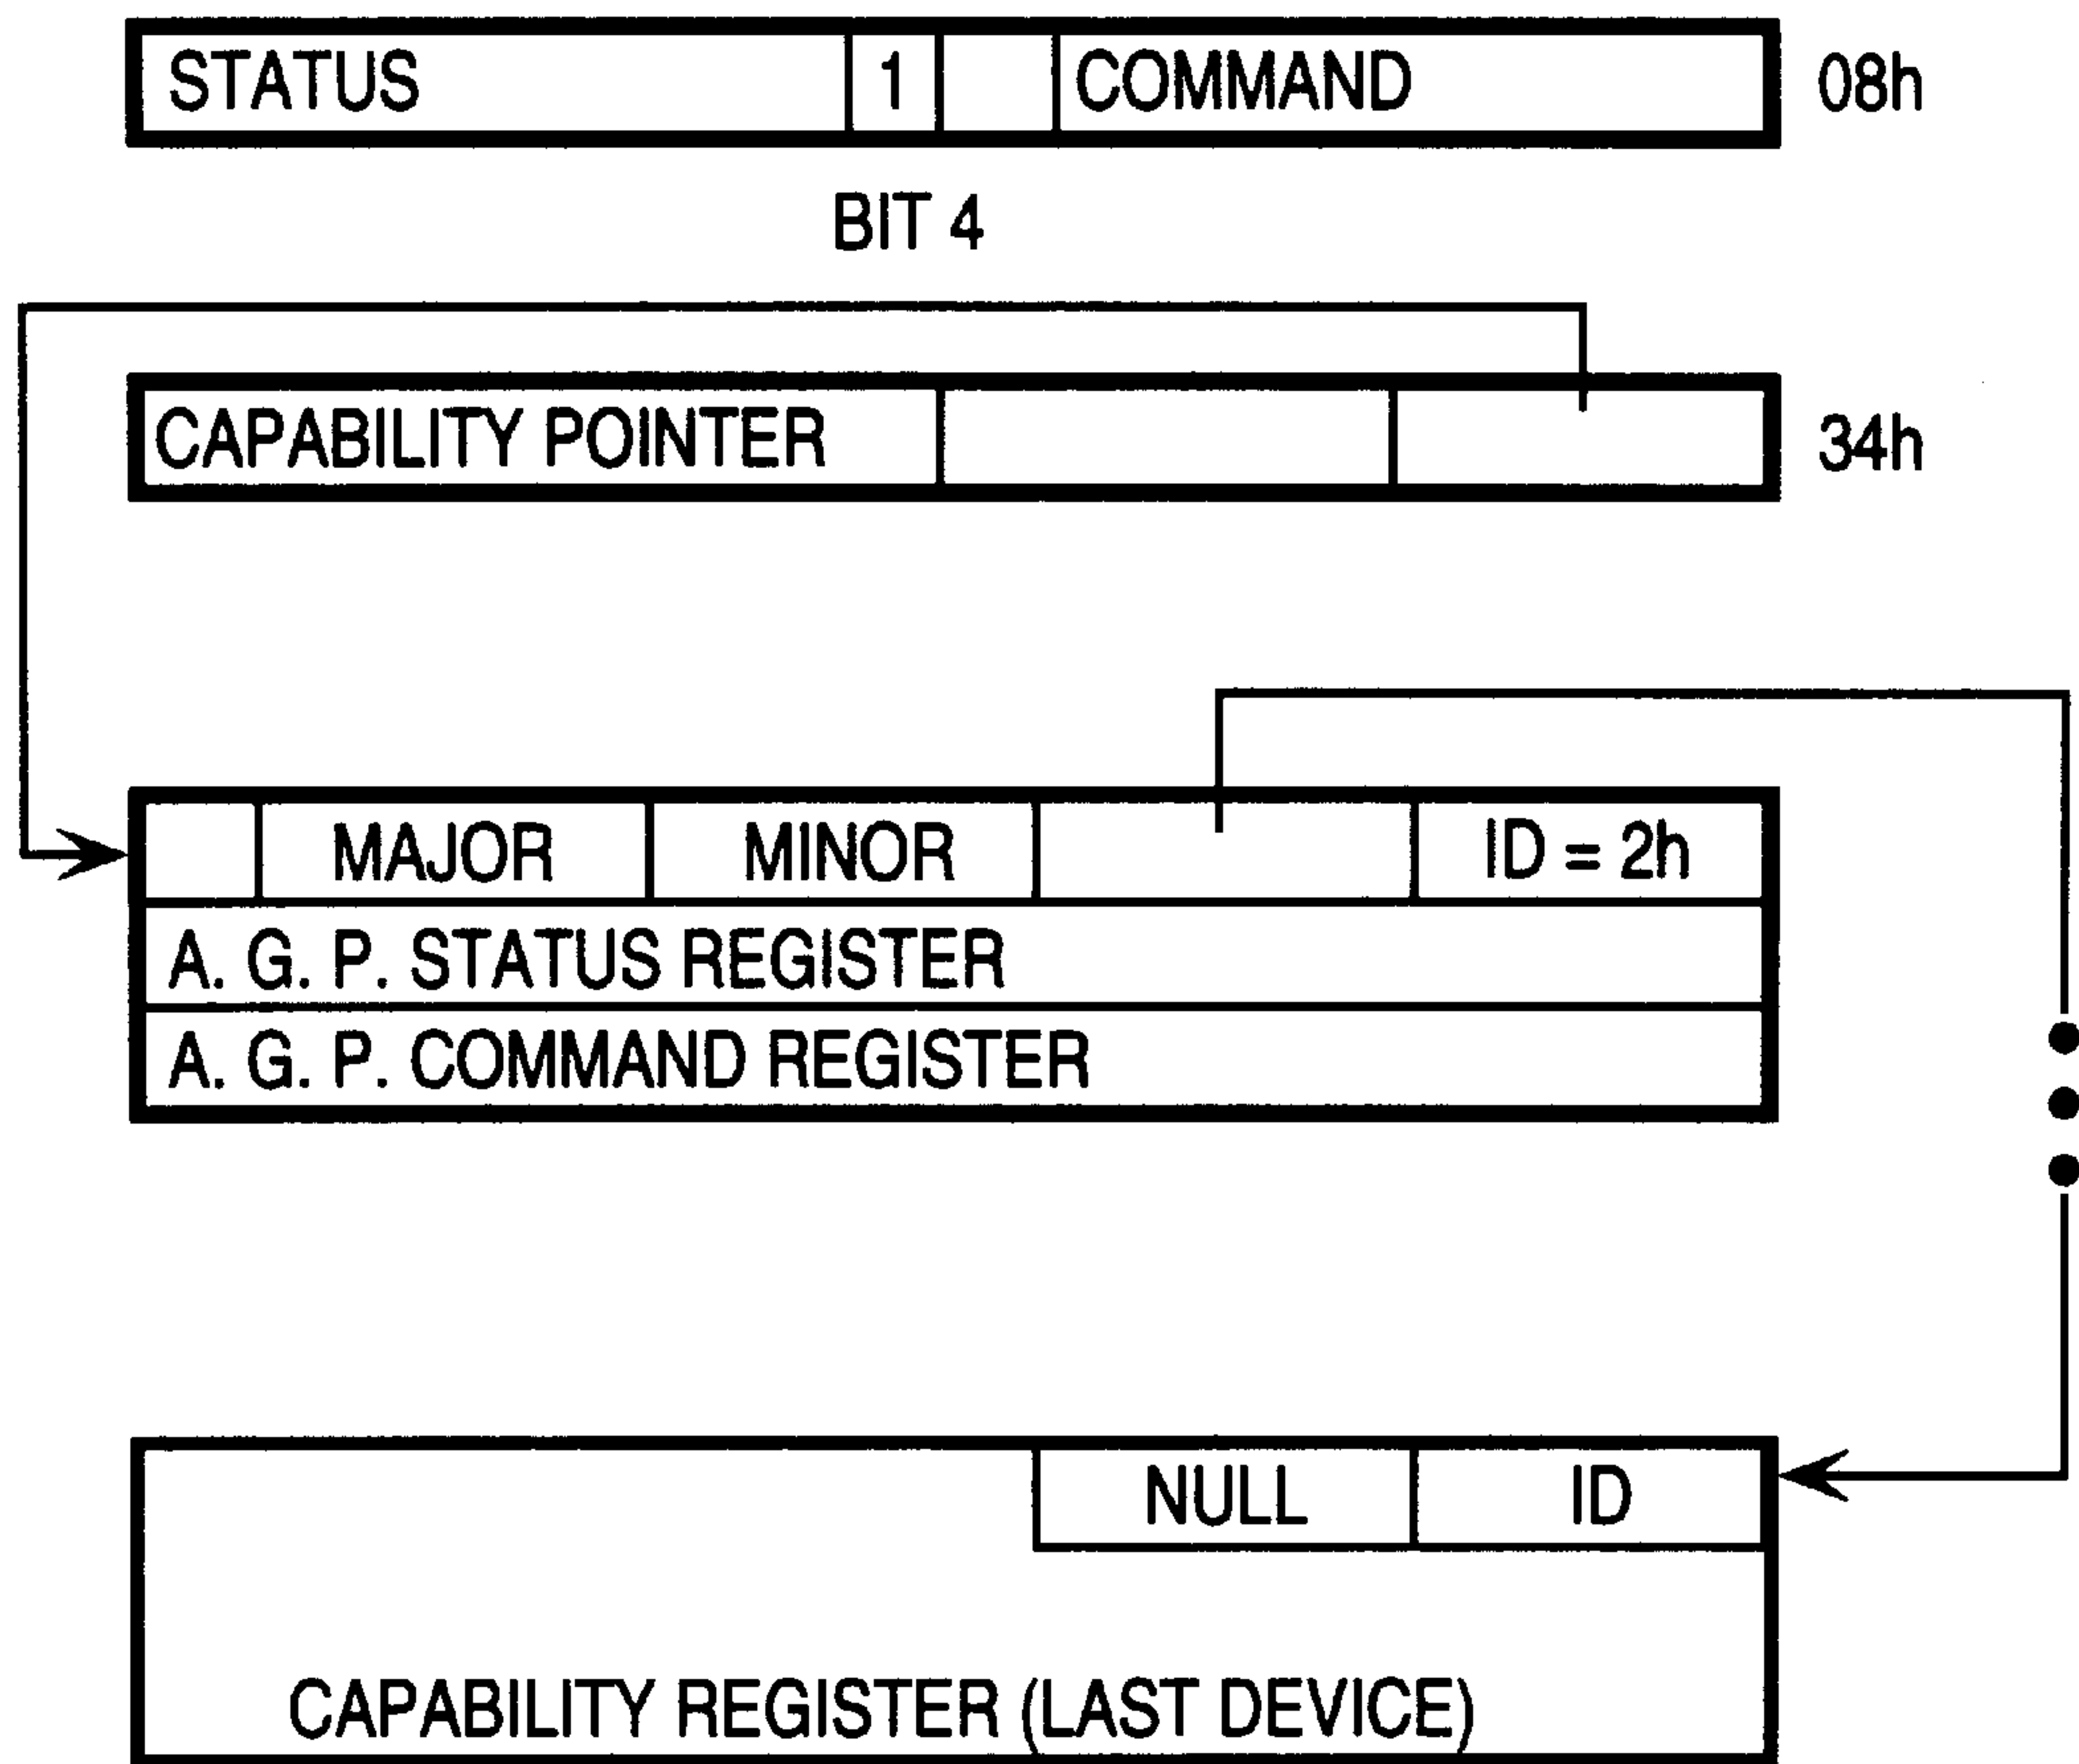 STATUS 1 COMMAND 08h
BIT 4
CAPABILITY POINTER 34h
MAJOR MINOR ID = 2h
A. G. P. STATUS REGISTER
A. G. P. COMMAND REGISTER
NULL ID
CAPABILITY REGISTER (LAST DEVICE)